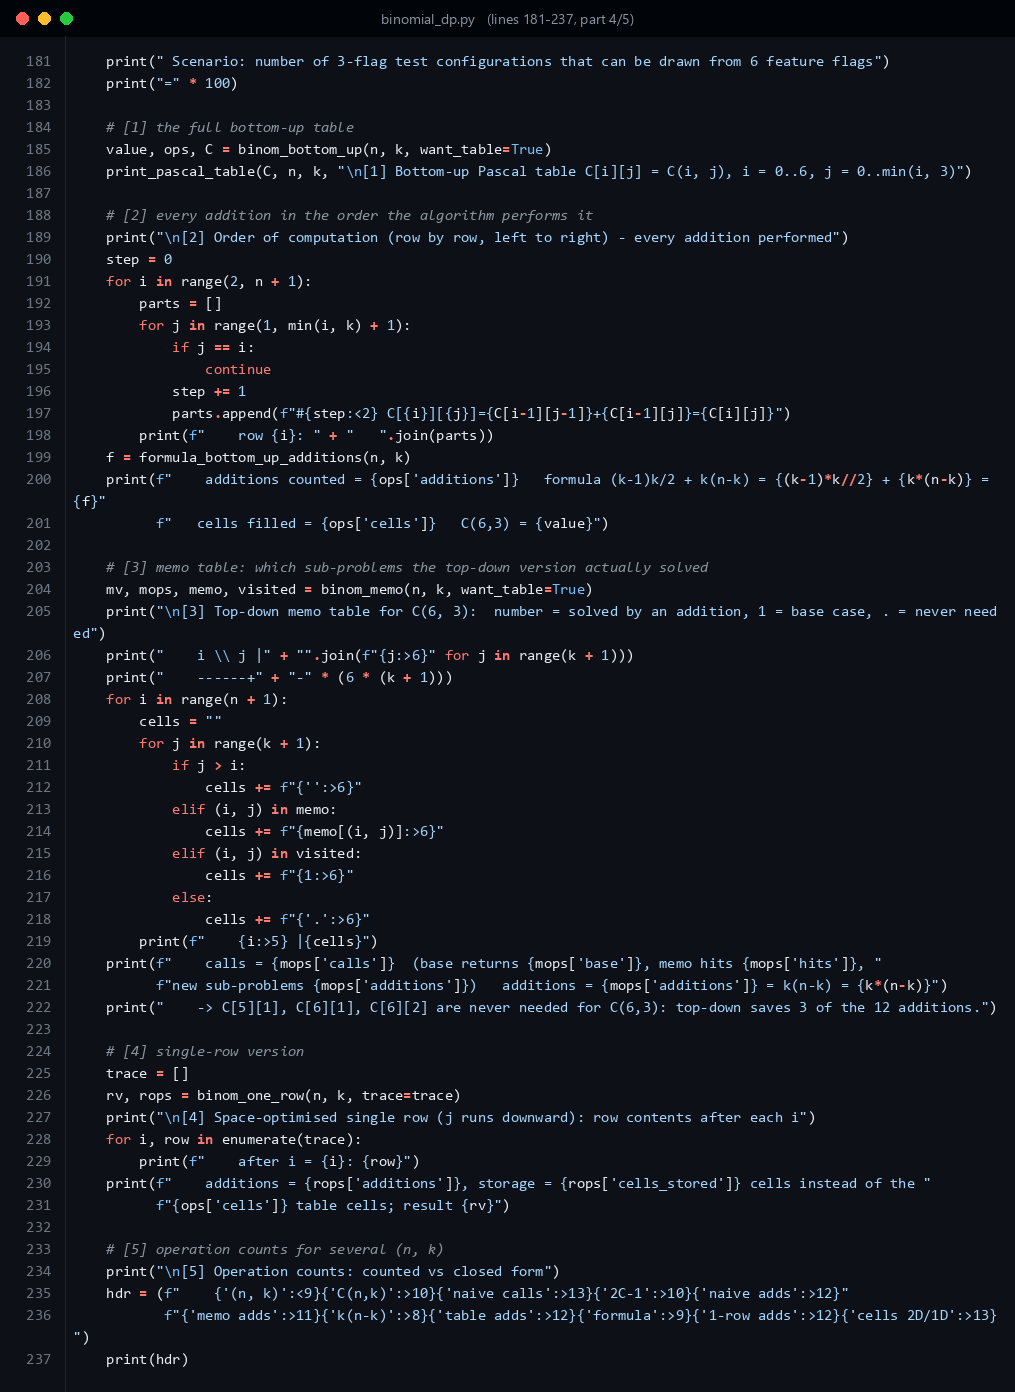 binomial_dp.py   (lines 181-237, part 4/5)
181    print(" Scenario: number of 3-flag test configurations that can be drawn from 6 feature flags")
182    print("=" * 100)
183
184    # [1] the full bottom-up table
185    value, ops, C = binom_bottom_up(n, k, want_table=True)
186    print_pascal_table(C, n, k, "\n[1] Bottom-up Pascal table C[i][j] = C(i, j), i = 0..6, j = 0..min(i, 3)")
187
188    # [2] every addition in the order the algorithm performs it
189    print("\n[2] Order of computation (row by row, left to right) - every addition performed")
190    step = 0
191    for i in range(2, n + 1):
192        parts = []
193        for j in range(1, min(i, k) + 1):
194            if j == i:
195                continue
196            step += 1
197            parts.append(f"#{step:<2} C[{i}][{j}]={C[i-1][j-1]}+{C[i-1][j]}={C[i][j]}")
198        print(f"    row {i}: " + "   ".join(parts))
199    f = formula_bottom_up_additions(n, k)
200    print(f"    additions counted = {ops['additions']}   formula (k-1)k/2 + k(n-k) = {(k-1)*k//2} + {k*(n-k)} =
{f}"
201          f"   cells filled = {ops['cells']}   C(6,3) = {value}")
202
203    # [3] memo table: which sub-problems the top-down version actually solved
204    mv, mops, memo, visited = binom_memo(n, k, want_table=True)
205    print("\n[3] Top-down memo table for C(6, 3):  number = solved by an addition, 1 = base case, . = never need
ed")
206    print("    i \\ j |" + "".join(f"{j:>6}" for j in range(k + 1)))
207    print("    ------+" + "-" * (6 * (k + 1)))
208    for i in range(n + 1):
209        cells = ""
210        for j in range(k + 1):
211            if j > i:
212                cells += f"{'':>6}"
213            elif (i, j) in memo:
214                cells += f"{memo[(i, j)]:>6}"
215            elif (i, j) in visited:
216                cells += f"{1:>6}"
217            else:
218                cells += f"{'.':>6}"
219        print(f"    {i:>5} |{cells}")
220    print(f"    calls = {mops['calls']}  (base returns {mops['base']}, memo hits {mops['hits']}, "
221          f"new sub-problems {mops['additions']})   additions = {mops['additions']} = k(n-k) = {k*(n-k)}")
222    print("    -> C[5][1], C[6][1], C[6][2] are never needed for C(6,3): top-down saves 3 of the 12 additions.")
223
224    # [4] single-row version
225    trace = []
226    rv, rops = binom_one_row(n, k, trace=trace)
227    print("\n[4] Space-optimised single row (j runs downward): row contents after each i")
228    for i, row in enumerate(trace):
229        print(f"    after i = {i}: {row}")
230    print(f"    additions = {rops['additions']}, storage = {rops['cells_stored']} cells instead of the "
231          f"{ops['cells']} table cells; result {rv}")
232
233    # [5] operation counts for several (n, k)
234    print("\n[5] Operation counts: counted vs closed form")
235    hdr = (f"    {'(n, k)':<9}{'C(n,k)':>10}{'naive calls':>13}{'2C-1':>10}{'naive adds':>12}"
236           f"{'memo adds':>11}{'k(n-k)':>8}{'table adds':>12}{'formula':>9}{'1-row adds':>12}{'cells 2D/1D':>13}
")
237    print(hdr)